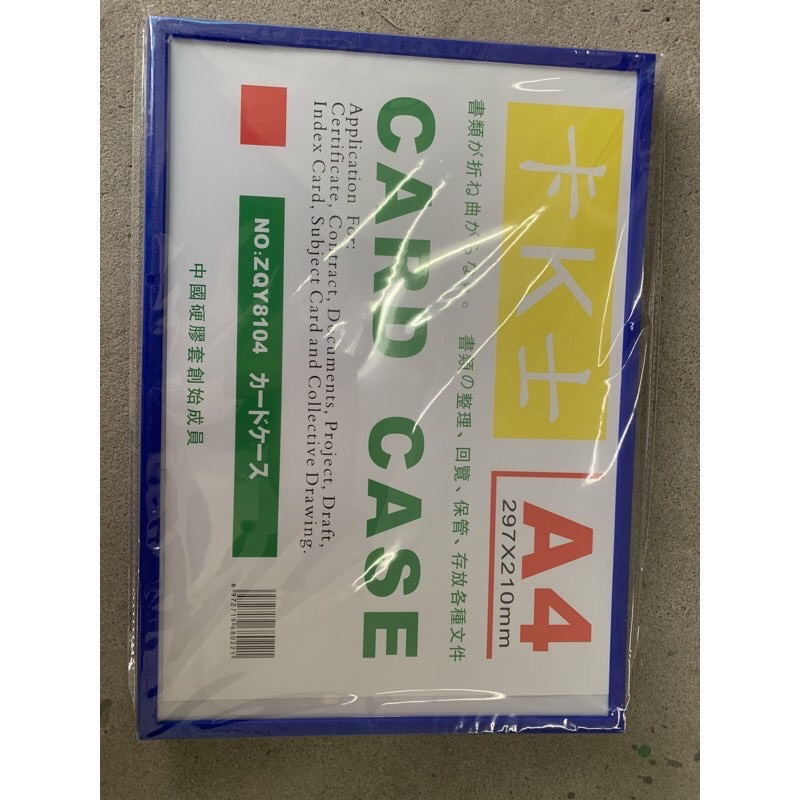 卡K士
A4
297X210mm
書類が折ね曲がらない。 書類の整理、回覧、保管、存放各種文件
CARD CASE
Application For:
Certificate, Contract, Documents, Project, Draft,
Index Card, Subject Card and Collective Drawing.
NO:ZQY8104 カードケース
6972719680221
中國硬膠套創始成員